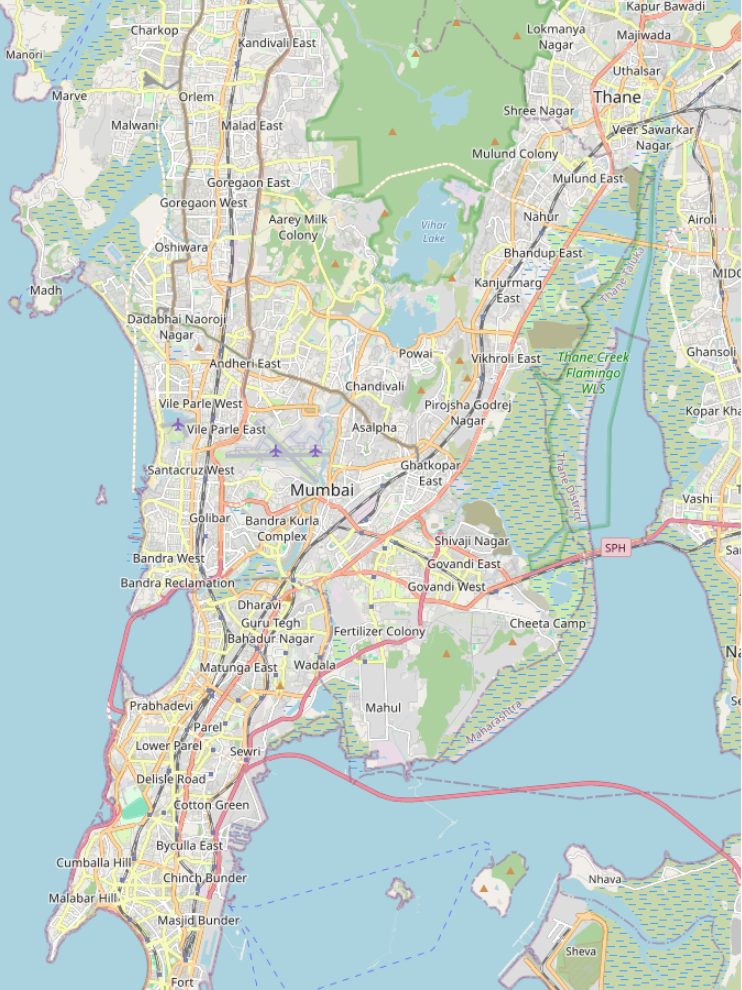 Kapur Bawadi
Charkop
Lokmanya
Nagar
Majiwada
Kandivali East
Manori
Uthalsar
Marve
Orlem
Thane
Shree Nagar
Malwani
Malad East
Veer Sawarkar
Nagar
Mulund Colony
Goregaon East
Mulund East
Goregaon West
Aarey Milk
Colony
Nahur
Airoli
Vihar
Lake
Oshiwara
Bhandup East
Thane Taluka
MIDC
Kanjurmarg
East
Madh
Dadabhai Naoroji
Nagar
Powai
Vikhroli East
Thane Creek
Flamingo
WLS
Ghansoli
Andheri East
Chandivali
Vile Parle West
Pirojsha Godrej
Nagar
Kopar Kha
Vile Parle East
Asalpha
Santacruz West
Ghatkopar
East
Thane District
Mumbai
Vashi
Golibar
Bandra Kurla
Complex
Shivaji Nagar
SPH
Sa
Bandra West
Govandi East
Bandra Reclamation
Govandi West
Dharavi
Guru Tegh
Bahadur Nagar
Fertilizer Colony
Cheeta Camp
Na
Matunga East
Wadala
Prabhadevi
Mahul
Maharashtra
Se
Parel
Lower Parel
Sewri
Delisle Road
Cotton Green
Byculla East
Cumballa Hill
Chinch Bunder
Nhava
Malabar Hill
Masjid Bunder
Sheva
Fort